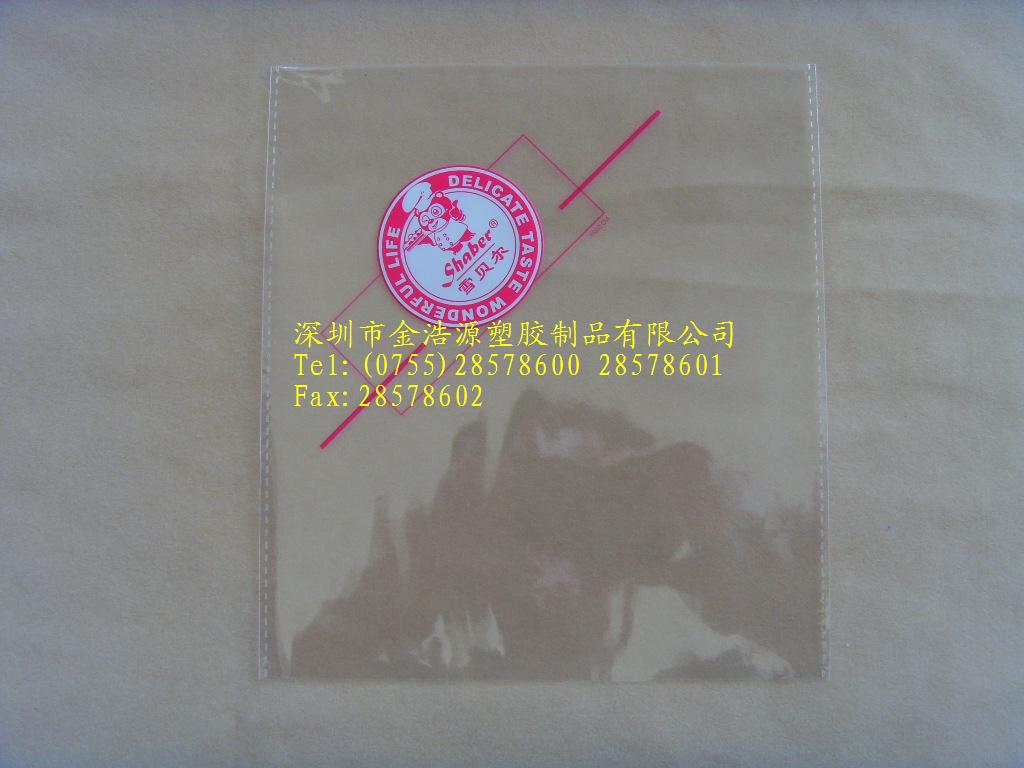 DELICATE TASTE WONDERFUL LIFE
Shaber®
雪贝尔
深圳市金浩源塑胶制品有限公司
Tel: (0755) 28578600 28578601
Fax: 28578602